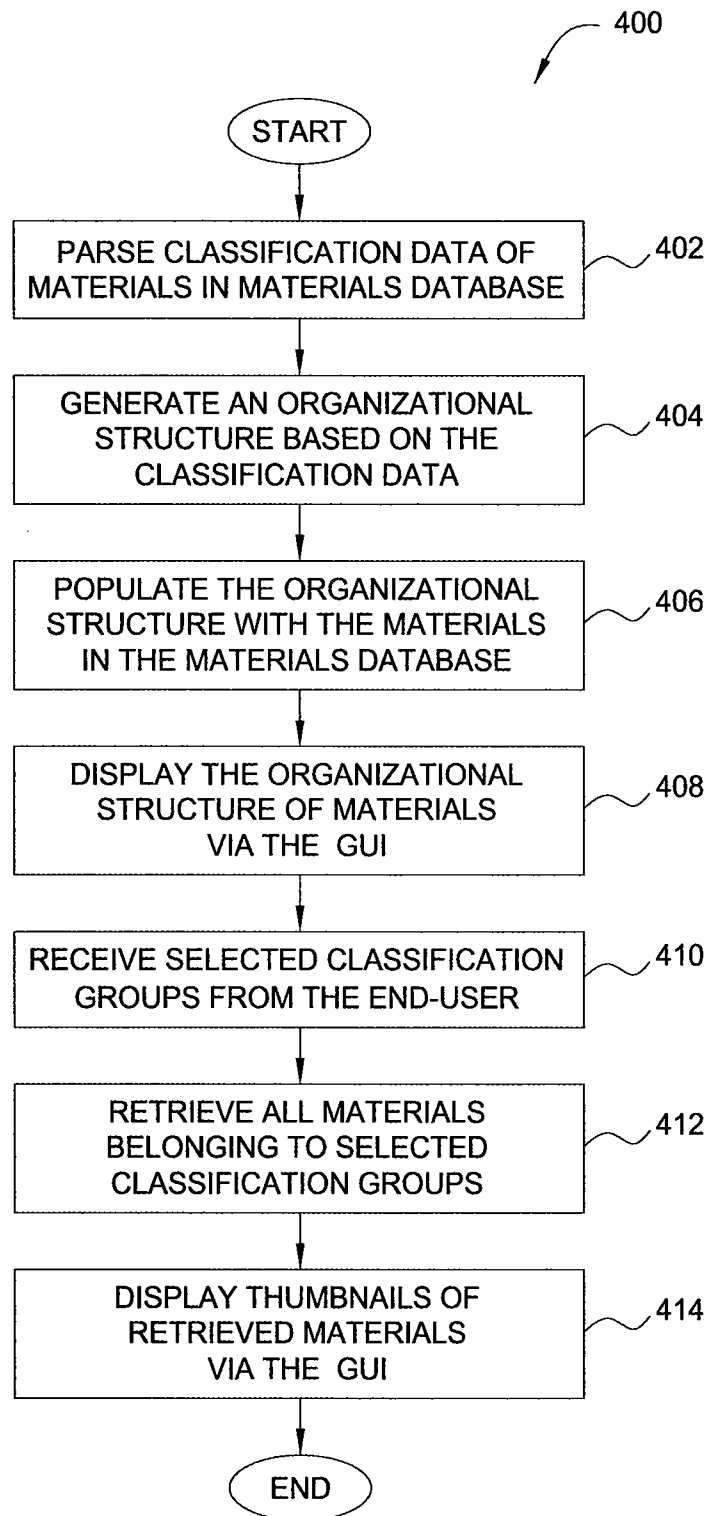 400
START
PARSE CLASSIFICATION DATA OF
MATERIALS IN MATERIALS DATABASE
402
GENERATE AN ORGANIZATIONAL
STRUCTURE BASED ON THE
CLASSIFICATION DATA
404
POPULATE THE ORGANIZATIONAL
STRUCTURE WITH THE MATERIALS
IN THE MATERIALS DATABASE
406
DISPLAY THE ORGANIZATIONAL
STRUCTURE OF MATERIALS
VIA THE GUI
408
RECEIVE SELECTED CLASSIFICATION
GROUPS FROM THE END-USER
410
RETRIEVE ALL MATERIALS
BELONGING TO SELECTED
CLASSIFICATION GROUPS
412
DISPLAY THUMBNAILS OF
RETRIEVED MATERIALS
VIA THE GUI
414
END